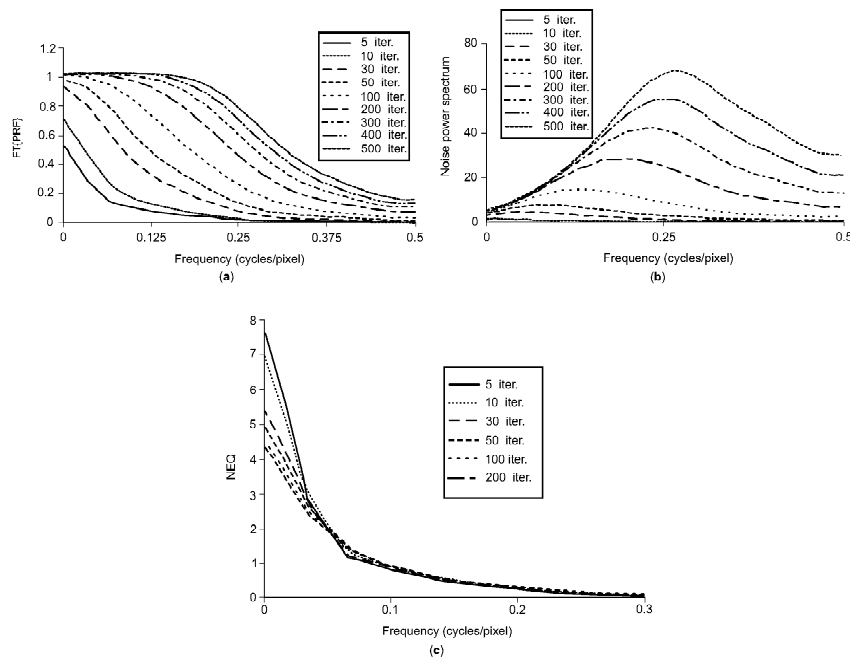 1.2
1
0.8
0.6
0.4
0.2
0
FT{PRF}
0
0.125
0.25
0.375
0.5
Frequency (cycles/pixel)
(a)
5 iter.
10 iter.
30 iter.
50 iter.
100 iter.
200 iter.
300 iter.
400 iter.
500 iter.
80
60
40
20
0
Noise power spectrum
0
0.25
0.5
Frequency (cycles/pixel)
(b)
5 iter.
10 iter.
30 iter.
50 iter.
100 iter.
200 iter.
300 iter.
400 iter.
500 iter.
8
7
6
5
4
3
2
1
0
NEQ
0
0.1
0.2
0.3
Frequency (cycles/pixel)
(c)
5 iter.
10 iter.
30 iter.
50 iter.
100 iter.
200 iter.